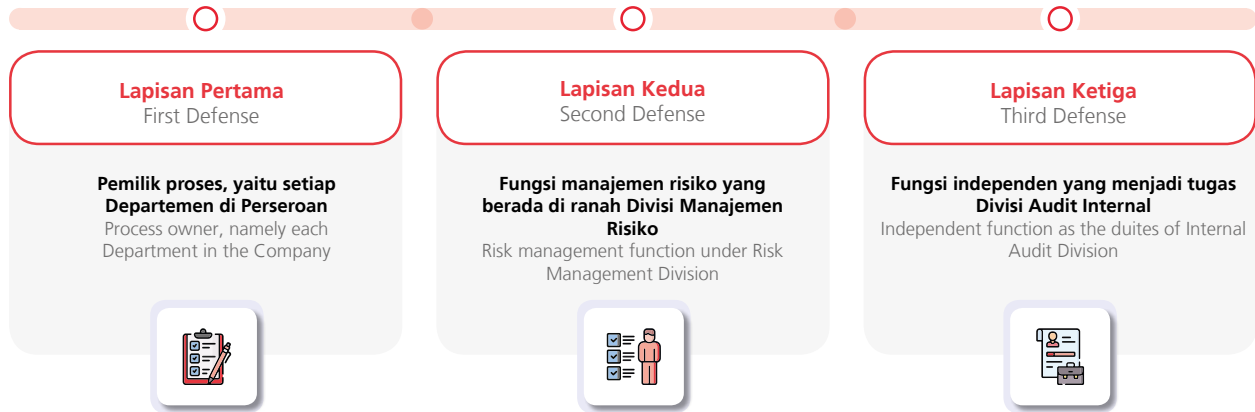 Lapisan Pertama
First Defense
Pemilik proses, yaitu setiap
Departemen di Perseroan
Process owner, namely each
Department in the Company
Lapisan Kedua
Second Defense
Fungsi manajemen risiko yang
berada di ranah Divisi Manajemen
Risiko
Risk management function under Risk
Management Division
Lapisan Ketiga
Third Defense
Fungsi independen yang menjadi tugas
Divisi Audit Internal
Independent function as the duites of Internal
Audit Division